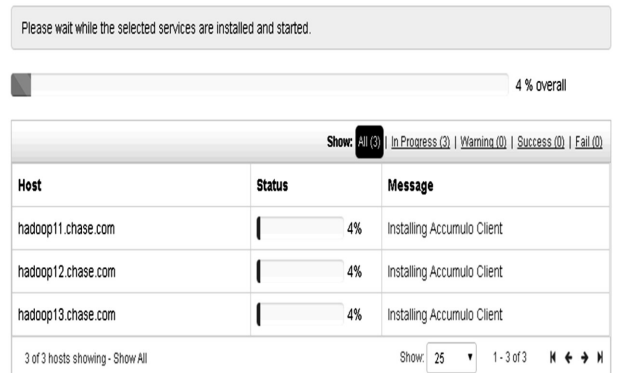 Please wait while the selected services are installed and started.
4 % overall
Show: All (3) | In Progress (3) | Warning (0) | Success (0) | Fail (0)
Host Status Message
hadoop11.chase.com 4% Installing Accumulo Client
hadoop12.chase.com 4% Installing Accumulo Client
hadoop13.chase.com 4% Installing Accumulo Client
3 of 3 hosts showing - Show All Show: 25 1 - 3 of 3